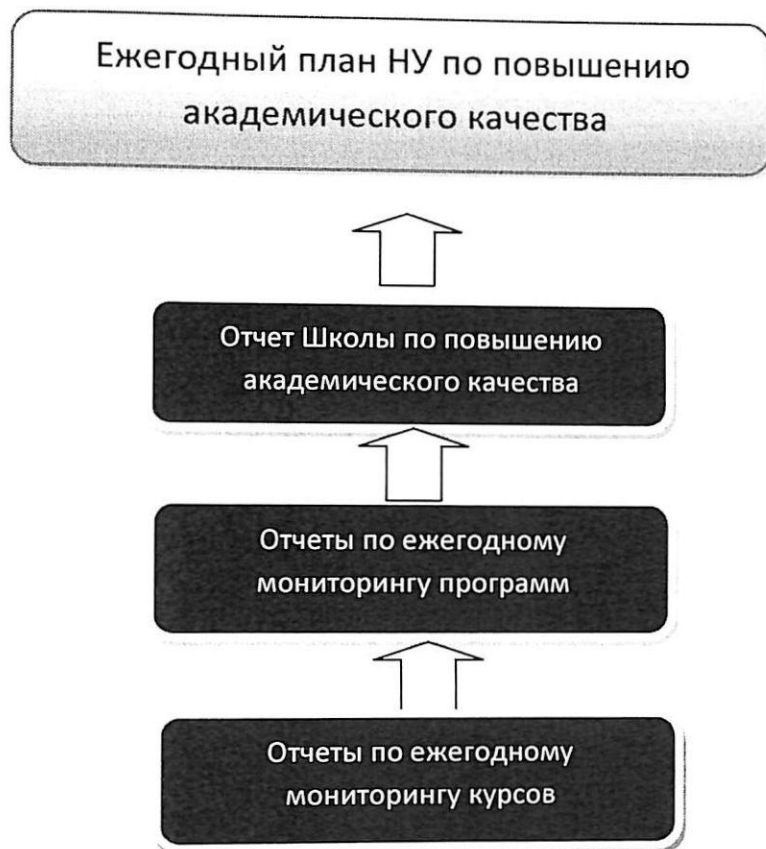 Ежегодный план НУ по повышению
академического качества
Отчет Школы по повышению
академического качества
Отчеты по ежегодному
мониторингу программ
Отчеты по ежегодному
мониторингу курсов